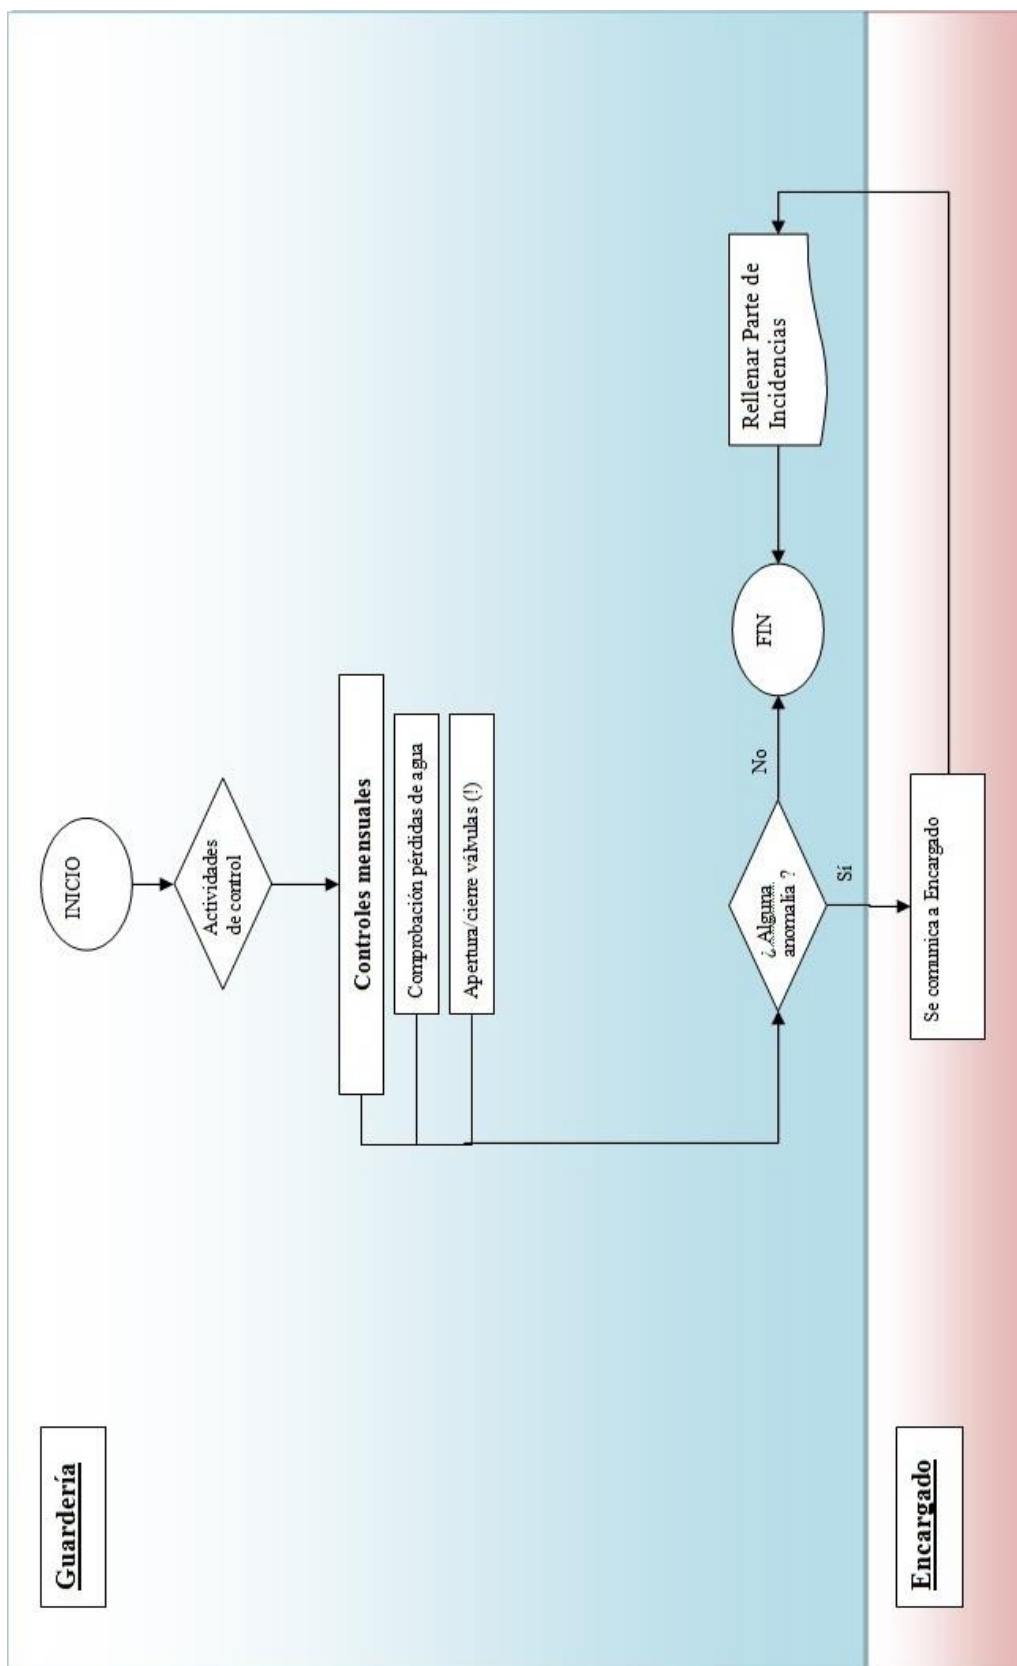 Guardería
INICIO
Actividades
de control
Controles mensuales
Comprobación pérdidas de agua
Apertura/cierre válvulas (!)
¿Alguna
anomalía ?
No
Sí
FIN
Rellenar Parte de
Incidencias
Encargado
Se comunica a Encargado